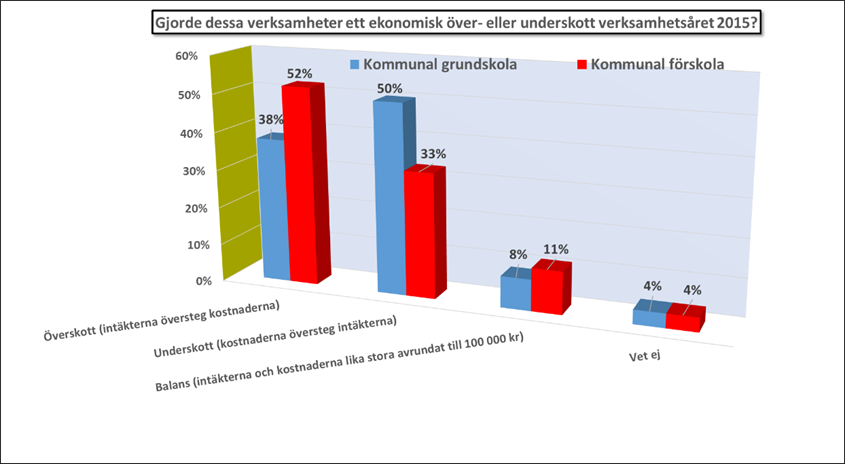 Gjorde dessa verksamheter ett ekonomisk över- eller underskott verksamhetsåret 2015?
Kommunal grundskola
Kommunal förskola
60%
50%
40%
30%
20%
10%
0%
38%
52%
50%
33%
8%
11%
4%
4%
Överskott (intäkterna översteg kostnaderna)
Underskott (kostnaderna översteg intäkterna)
Balans (intäkterna och kostnaderna lika stora avrundat till 100 000 kr)
Vet ej